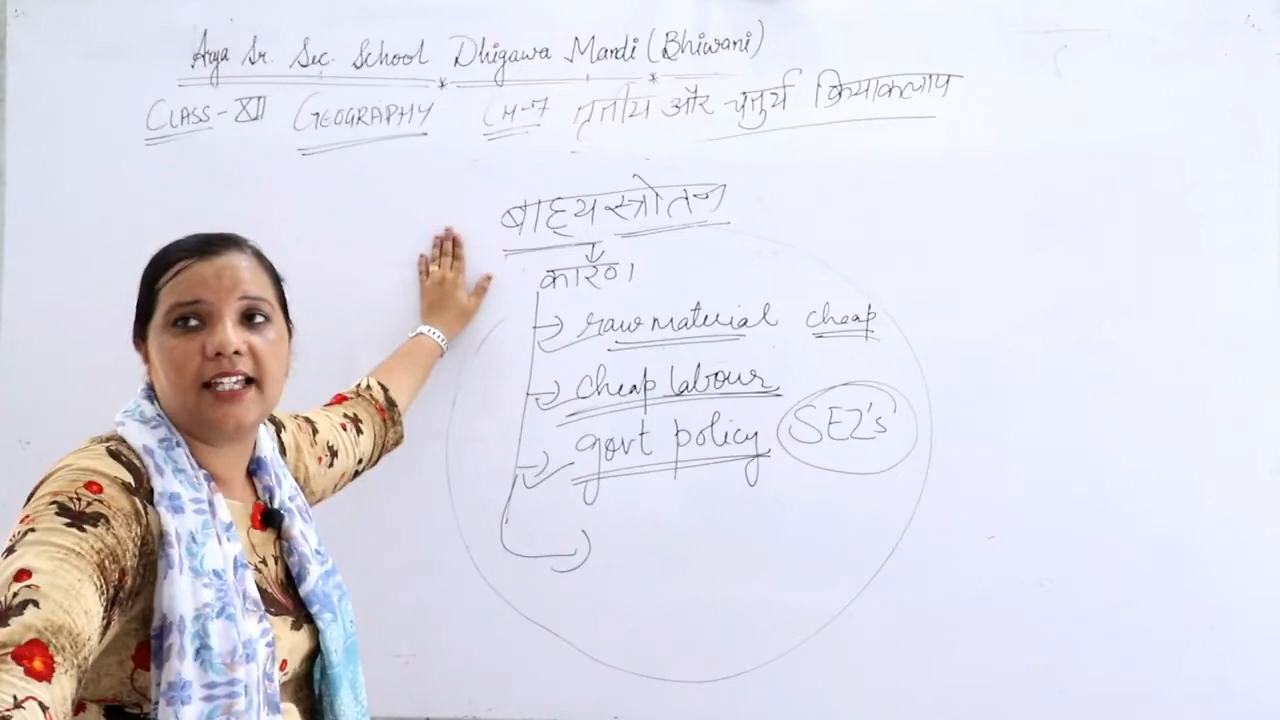 Arya Sr. Sec. School Dhigawa Mandi (Bhiwani)
CLASS-XII GEOGRAPHY CH-7 तृतीय और चतुर्थ क्रियाकलाप
बाह्य स्त्रोतन
कारण
raw material cheap
cheap labour
govt policy SEZ's